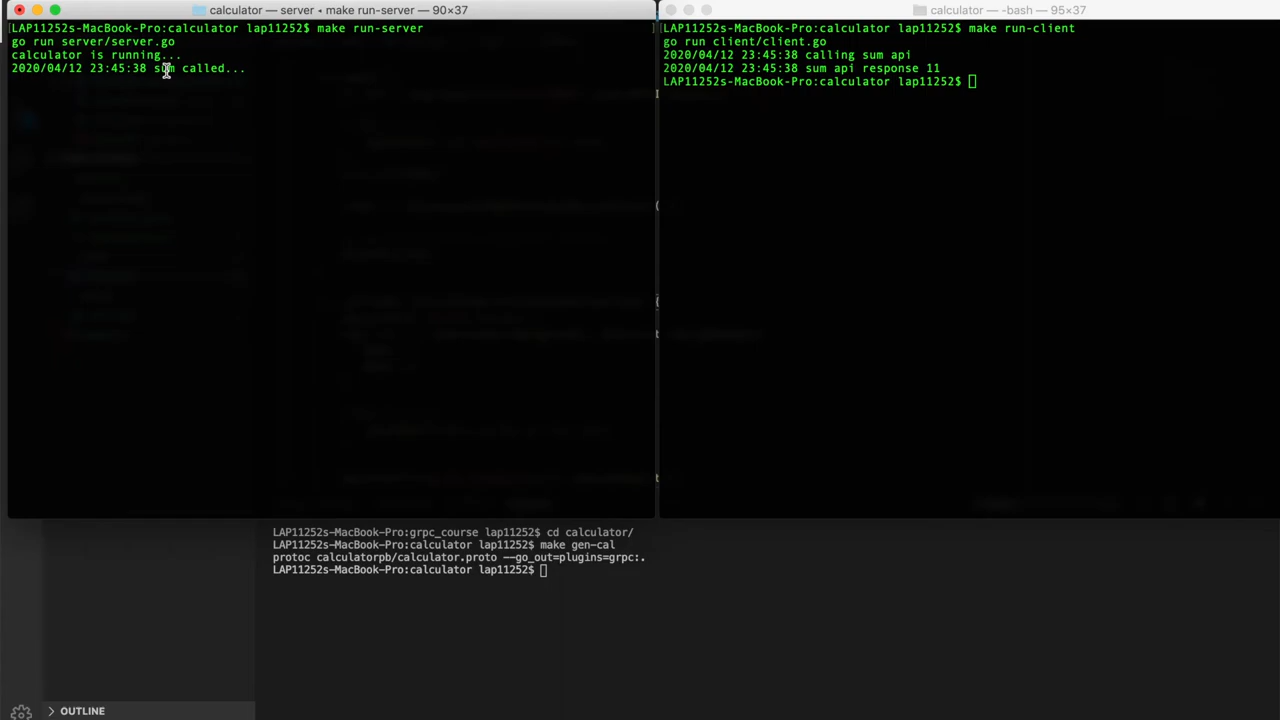 calculator — server ◂ make run-server — 90×37
LAP11252s-MacBook-Pro:calculator lap11252$ make run-server
go run server/server.go
calculator is running...
2020/04/12 23:45:38 sum called...
calculator — -bash — 95×37
LAP11252s-MacBook-Pro:calculator lap11252$ make run-client
go run client/client.go
2020/04/12 23:45:38 calling sum api
2020/04/12 23:45:38 sum api response 11
LAP11252s-MacBook-Pro:calculator lap11252$
LAP11252s-MacBook-Pro:grpc_course lap11252$ cd calculator/
LAP11252s-MacBook-Pro:calculator lap11252$ make gen-cal
protoc calculatorpb/calculator.proto --go_out=plugins=grpc:.
LAP11252s-MacBook-Pro:calculator lap11252$
OUTLINE